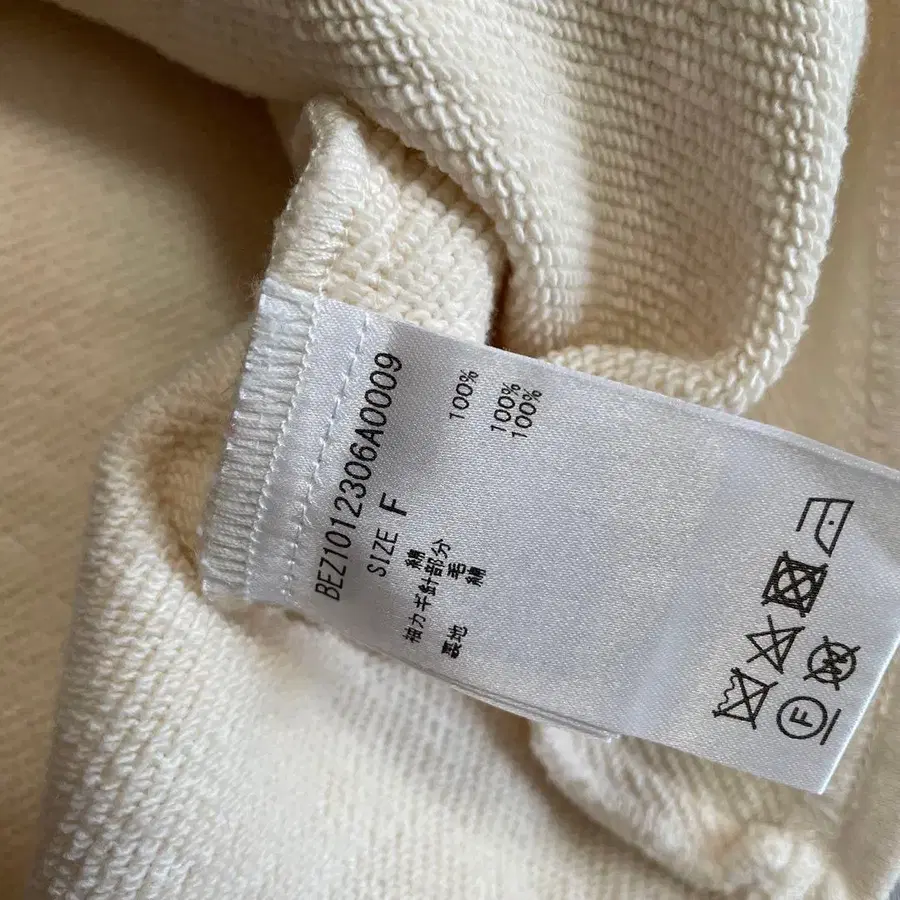 BEZ1012306A0009
SIZE F
綿 100%
袖カギ針部分
毛 100%
裏地 綿 100%
F